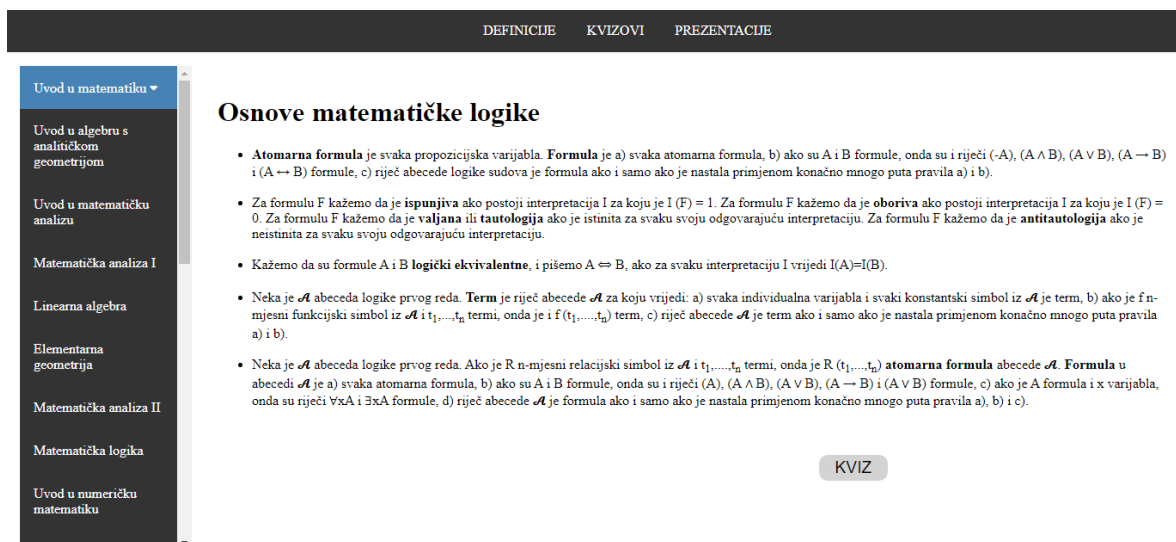 DEFINICIJE KVIZOVI PREZENTACIJE
Uvod u matematiku
Uvod u algebru s
analitičkom
geometrijom
Uvod u matematičku
analizu
Matematička analiza I
Linearna algebra
Elementarna
geometrija
Matematička analiza II
Matematička logika
Uvod u numeričku
matematiku
Osnove matematičke logike
• Atomarna formula je svaka propozicijska varijabla. Formula je a) svaka atomarna formula, b) ako su A i B formule, onda su i riječi (-A), (A ∧ B), (A ∨ B), (A → B)
i (A ↔ B) formule, c) riječ abecede logike sudova je formula ako i samo ako je nastala primjenom konačno mnogo puta pravila a) i b).
• Za formulu F kažemo da je ispunjiva ako postoji interpretacija I za koju je I (F) = 1. Za formulu F kažemo da je oboriva ako postoji interpretacija I za koju je I (F) =
0. Za formulu F kažemo da je valjana ili tautologija ako je istinita za svaku svoju odgovarajuću interpretaciju. Za formulu F kažemo da je antitautologija ako je
neistinita za svaku svoju odgovarajuću interpretaciju.
• Kažemo da su formule A i B logički ekvivalentne, i pišemo A ⇔ B, ako za svaku interpretaciju I vrijedi I(A)=I(B).
• Neka je 𝓐 abeceda logike prvog reda. Term je riječ abecede 𝓐 za koju vrijedi: a) svaka individualna varijabla i svaki konstantski simbol iz 𝓐 je term, b) ako je f n-
mjesni funkcijski simbol iz 𝓐 i t₁,....,tₙ termi, onda je i f (t₁,....,tₙ) term, c) riječ abecede 𝓐 je term ako i samo ako je nastala primjenom konačno mnogo puta pravila
a) i b).
• Neka je 𝓐 abeceda logike prvog reda. Ako je R n-mjesni relacijski simbol iz 𝓐 i t₁,....,tₙ termi, onda je R (t₁,....,tₙ) atomarna formula abecede 𝓐. Formula u
abecedi 𝓐 je a) svaka atomarna formula, b) ako su A i B formule, onda su i riječi (A), (A ∧ B), (A ∨ B), (A → B) i (A ∨ B) formule, c) ako je A formula i x varijabla,
onda su riječi ∀xA i ∃xA formule, d) riječ abecede 𝓐 je formula ako i samo ako je nastala primjenom konačno mnogo puta pravila a), b) i c).
KVIZ